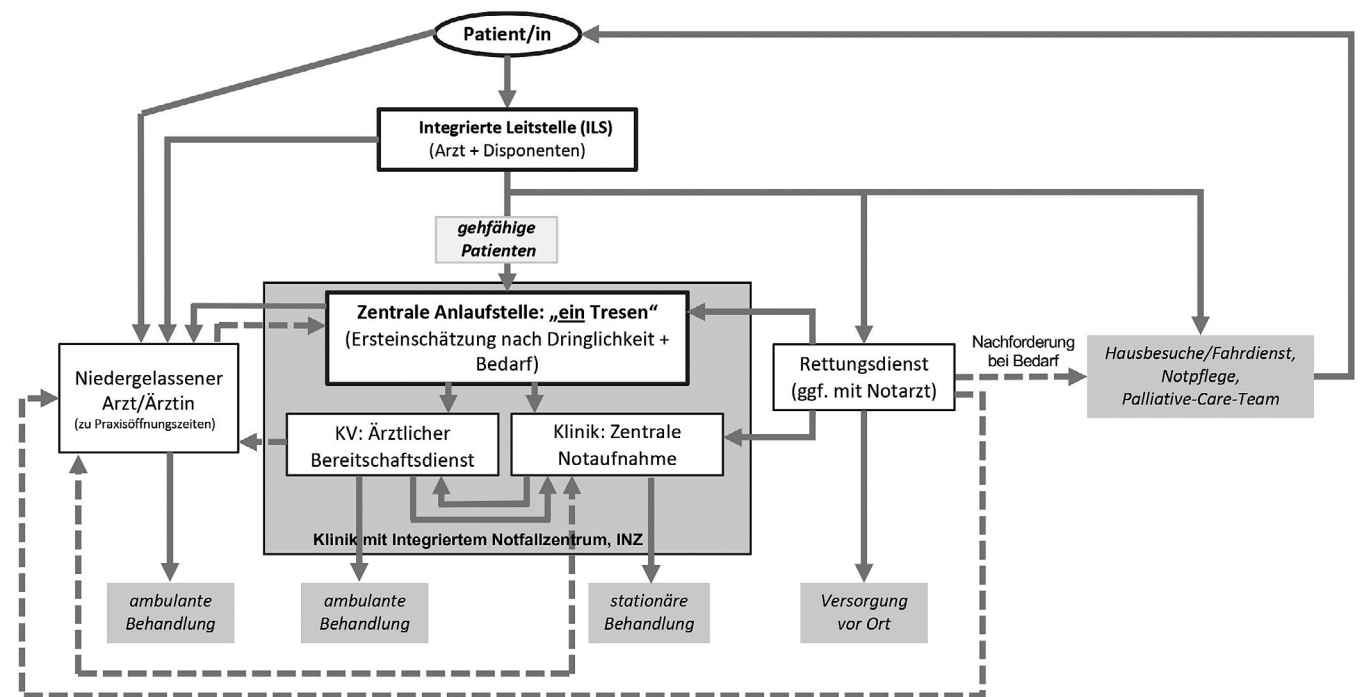 Patient/in
Integrierte Leitstelle (ILS)
(Arzt + Disponenten)
gehfähige
Patienten
Zentrale Anlaufstelle: „ein Tresen“
(Ersteinschätzung nach Dringlichkeit +
Bedarf)
Niedergelassener
Arzt/Ärztin
(zu Praxisöffnungszeiten)
KV: Ärztlicher
Bereitschaftsdienst
Klinik: Zentrale
Notaufnahme
Klinik mit Integriertem Notfallzentrum, INZ
Rettungsdienst
(ggf. mit Notarzt)
Nachforderung
bei Bedarf
Hausbesuche/Fahrdienst,
Notpflege,
Palliative-Care-Team
ambulante
Behandlung
ambulante
Behandlung
stationäre
Behandlung
Versorgung
vor Ort